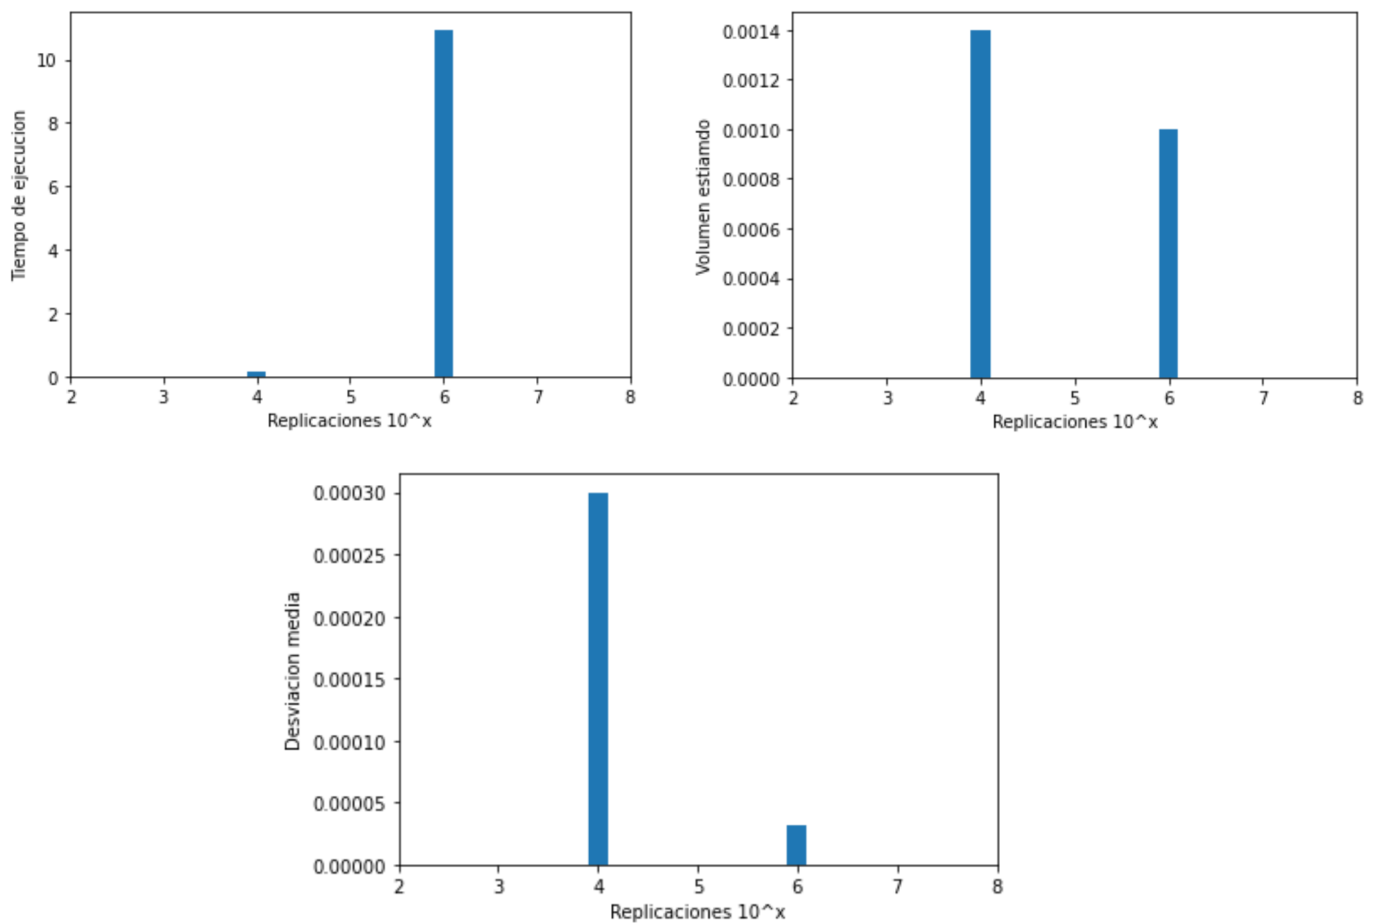 10
8
6
4
2
0
Tiempo de ejecucion
2 3 4 5 6 7 8
Replicaciones 10^x
0.0014
0.0012
0.0010
0.0008
0.0006
0.0004
0.0002
0.0000
Volumen estiamdo
2 3 4 5 6 7 8
Replicaciones 10^x
0.00030
0.00025
0.00020
0.00015
0.00010
0.00005
0.00000
Desviacion media
2 3 4 5 6 7 8
Replicaciones 10^x